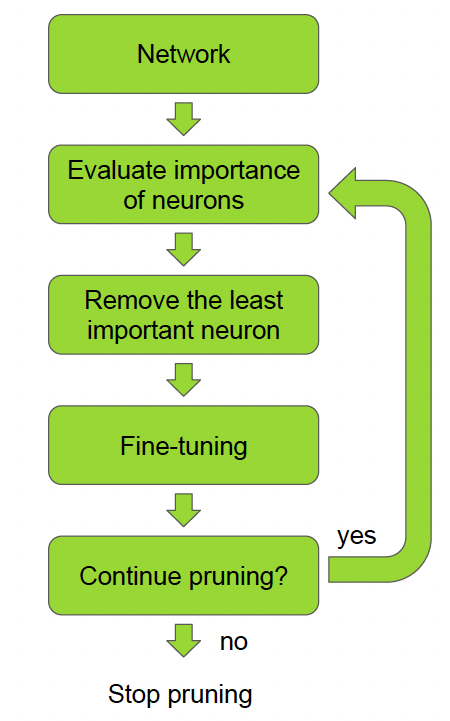 Network
Evaluate importance
of neurons
Remove the least
important neuron
Fine-tuning
yes
Continue pruning?
no
Stop pruning